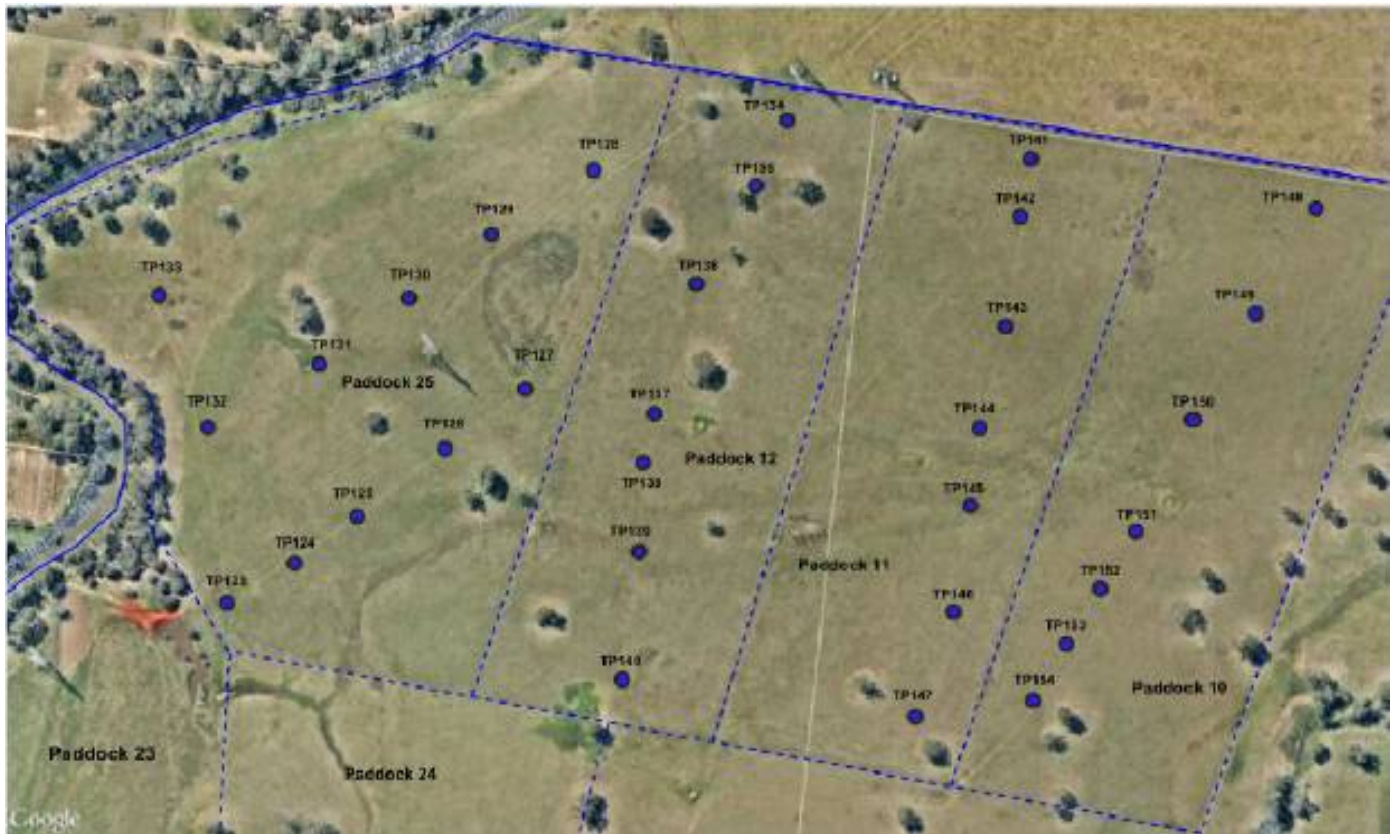 TP134
TP141
TP128
TP135
TP142
TP148
TP129
TP133
TP130
TP136
TP149
TP143
TP131
TP127
Paddock 25
TP132
TP126
TP137
TP144
TP150
Paddock 12
TP138
TP125
TP145
TP151
TP124
TP139
Paddock 11
TP152
TP123
TP146
TP153
TP140
TP154
Paddock 10
TP147
Paddock 23
Paddock 24
Google